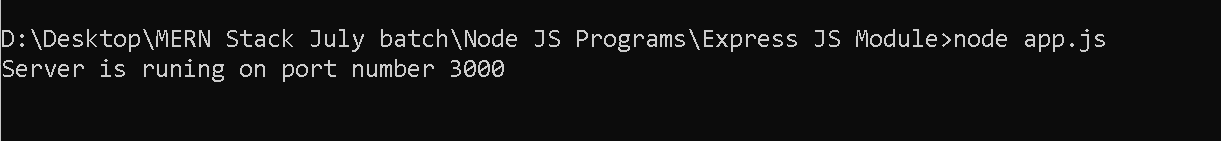 D:\Desktop\MERN Stack July batch\Node JS Programs\Express JS Module>node app.js
Server is runing on port number 3000